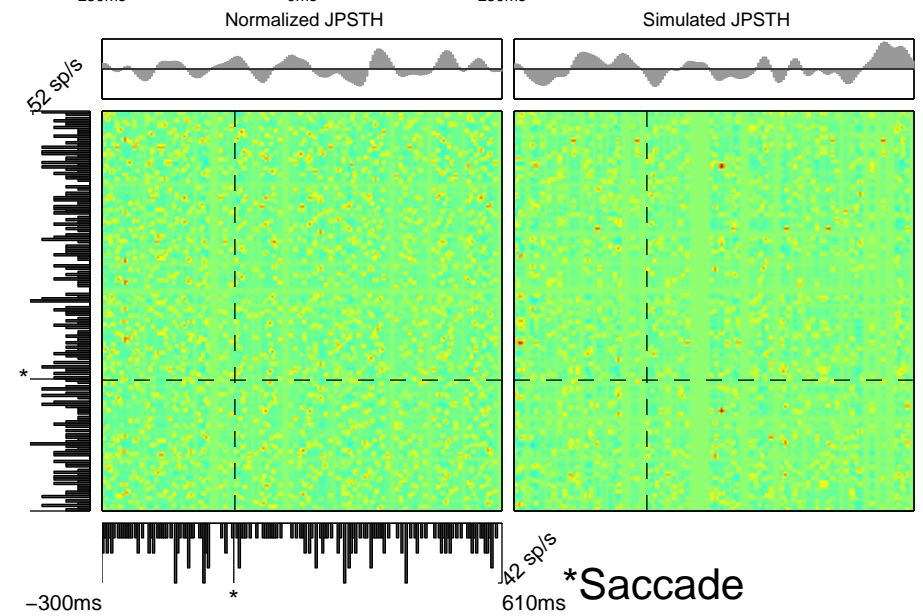 Normalized JPSTH
Simulated JPSTH
52 sp/s
*
42 sp/s
*
*Saccade
−300ms
610ms